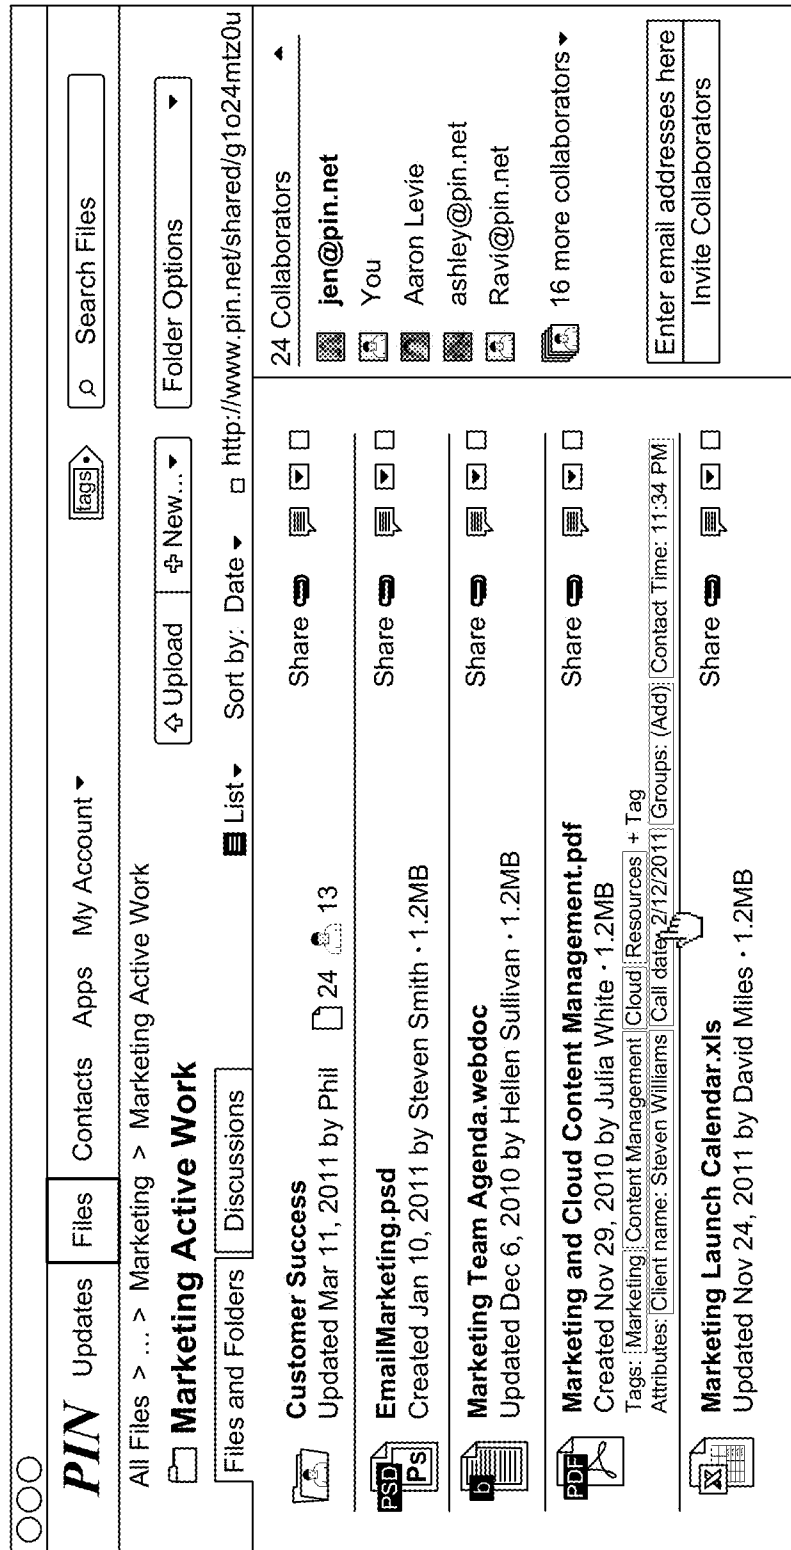 PIN Updates Files Contacts Apps My Account tags Search Files
All Files > ... > Marketing > Marketing Active Work
Marketing Active Work Upload New... Folder Options
Files and Folders Discussions List Sort by: Date http://www.pin.net/shared/g1o24mtz0u
Customer Success Share
Updated Mar 11, 2011 by Phil 24 13
PSD Ps
EmailMarketing.psd Share
Created Jan 10, 2011 by Steven Smith · 1.2MB
b
Marketing Team Agenda.webdoc Share
Updated Dec 6, 2010 by Hellen Sullivan · 1.2MB
PDF
Marketing and Cloud Content Management.pdf Share
Created Nov 29, 2010 by Julia White · 1.2MB
Tags: Marketing Content Management Cloud Resources + Tag
Attributes: Client name: Steven Williams Call date: 2/12/2011 Groups: (Add) Contact Time: 11:34 PM
X
Marketing Launch Calendar.xls Share
Updated Nov 24, 2011 by David Miles · 1.2MB
24 Collaborators
jen@pin.net
You
Aaron Levie
ashley@pin.net
Ravi@pin.net
16 more collaborators
Enter email addresses here
Invite Collaborators